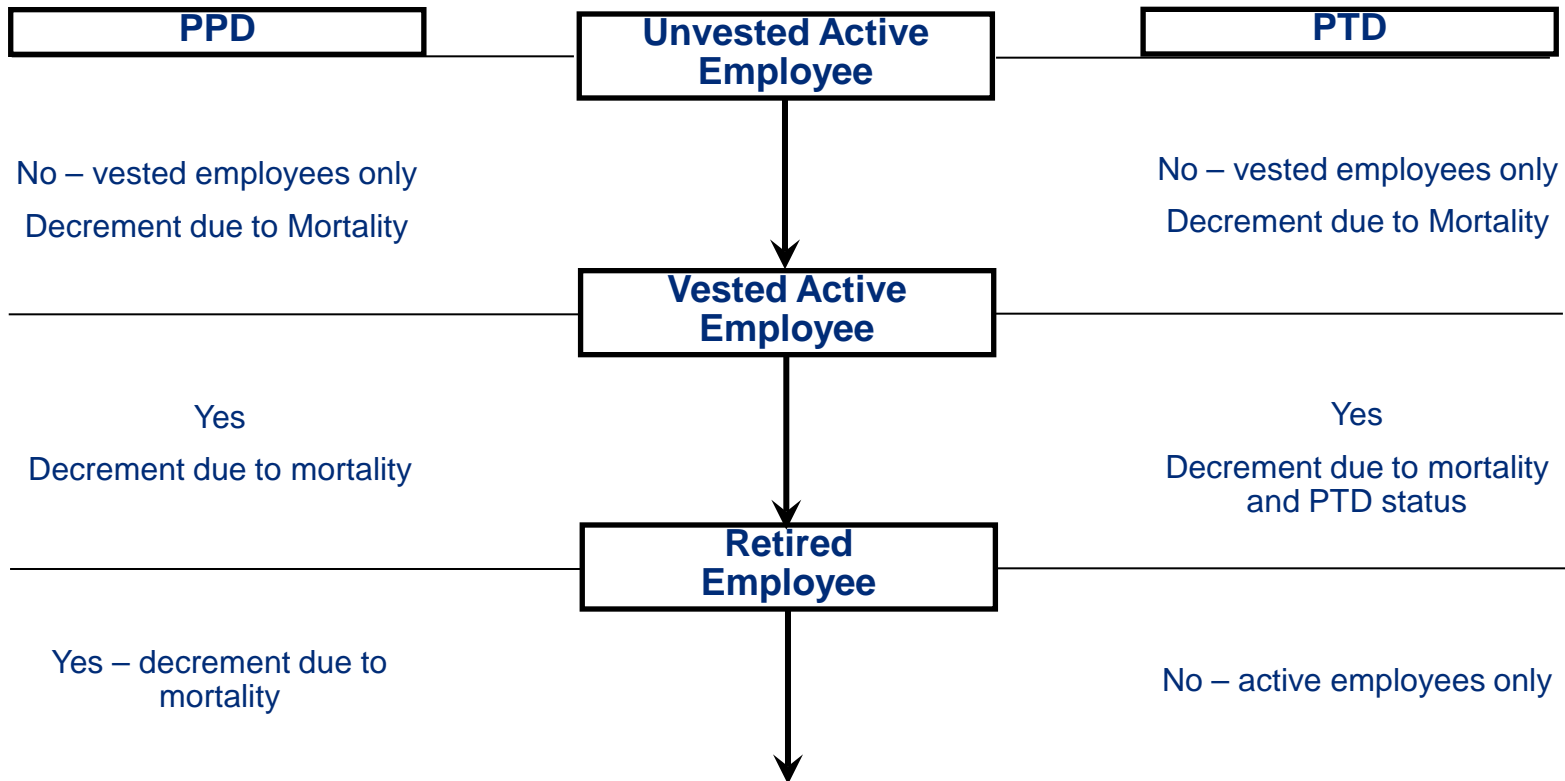 PPD
Unvested Active
Employee
PTD
No – vested employees only
Decrement due to Mortality
No – vested employees only
Decrement due to Mortality
Vested Active
Employee
Yes
Decrement due to mortality
Yes
Decrement due to mortality
and PTD status
Retired
Employee
Yes – decrement due to
mortality
No – active employees only